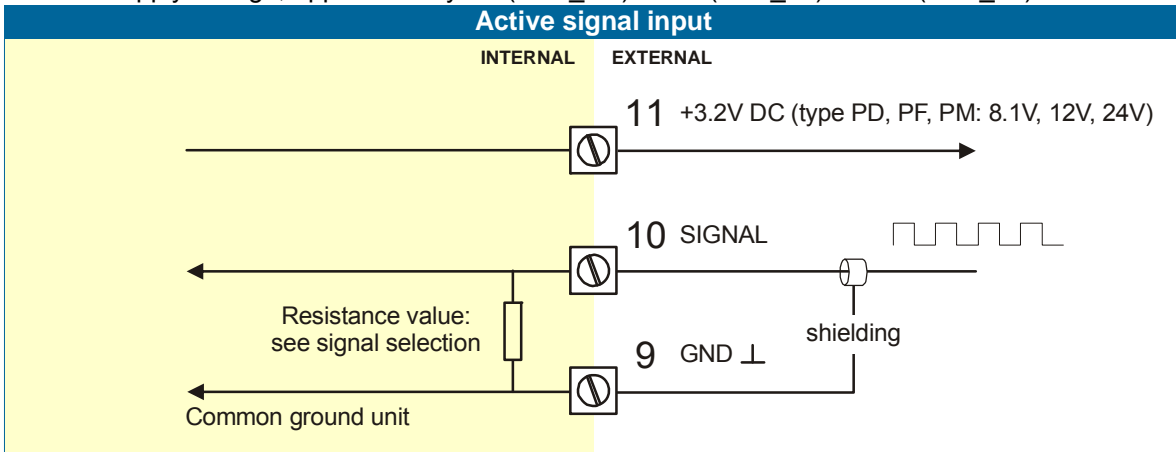 Active signal input
INTERNAL EXTERNAL
11 +3.2V DC (type PD, PF, PM: 8.1V, 12V, 24V)
10 SIGNAL
Resistance value:
see signal selection
shielding
9 GND ⊥
Common ground unit